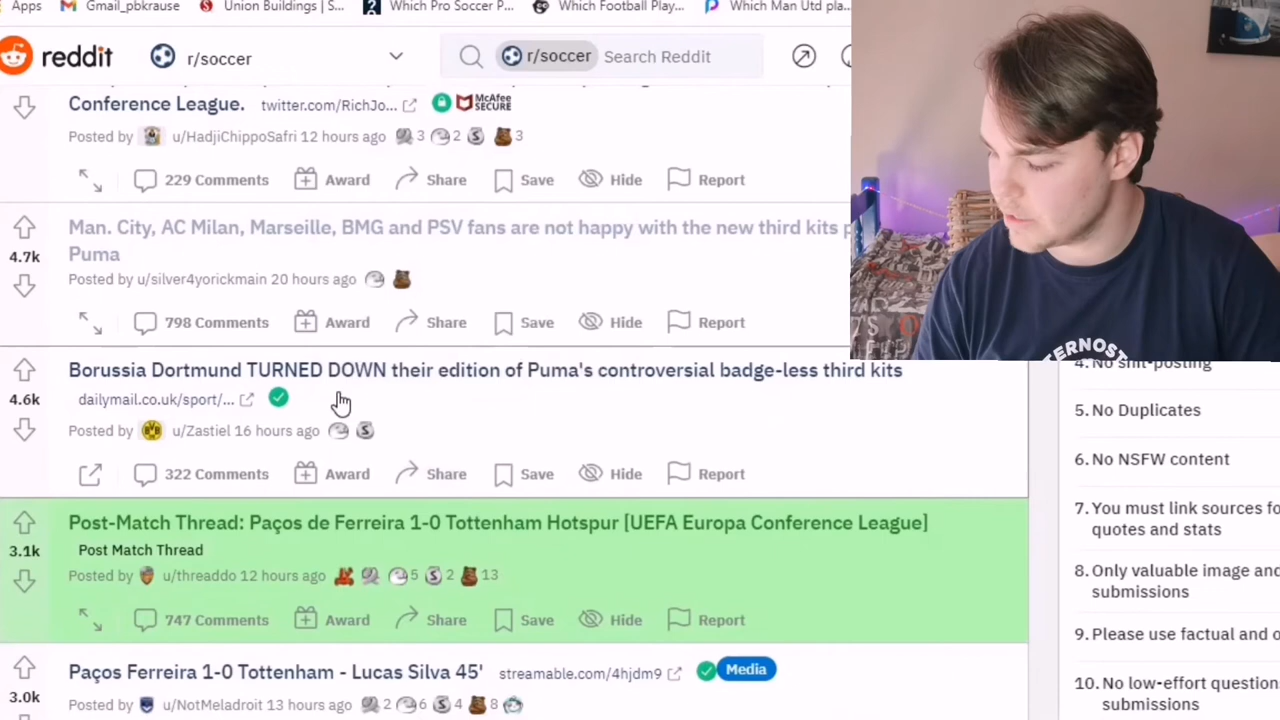 Apps Gmail_pbkrause Union Buildings | S... Which Pro Soccer P... Which Football Play... Which Man Utd pla...
reddit r/soccer r/soccer Search Reddit
Conference League. twitter.com/RichJo... McAfee SECURE
Posted by u/HadjiChippoSafri 12 hours ago 3 2 3
229 Comments Award Share Save Hide Report
Man. City, AC Milan, Marseille, BMG and PSV fans are not happy with the new third kits
4.7k
Puma
Posted by u/silver4yorickmain 20 hours ago
798 Comments Award Share Save Hide Report
Borussia Dortmund TURNED DOWN their edition of Puma's controversial badge-less third kits
4.6k
dailymail.co.uk/sport/...
Posted by u/Zastiel 16 hours ago
322 Comments Award Share Save Hide Report
Post-Match Thread: Paços de Ferreira 1-0 Tottenham Hotspur [UEFA Europa Conference League]
3.1k
Post Match Thread
Posted by u/threaddo 12 hours ago 5 2 13
747 Comments Award Share Save Hide Report
Paços Ferreira 1-0 Tottenham - Lucas Silva 45' streamable.com/4hjdm9 Media
3.0k
Posted by u/NotMeladroit 13 hours ago 2 6 4 8
TERNOST
4. No shit-posting
5. No Duplicates
6. No NSFW content
7. You must link sources fo
quotes and stats
8. Only valuable image and
submissions
9. Please use factual and o
10. No low-effort question
submissions